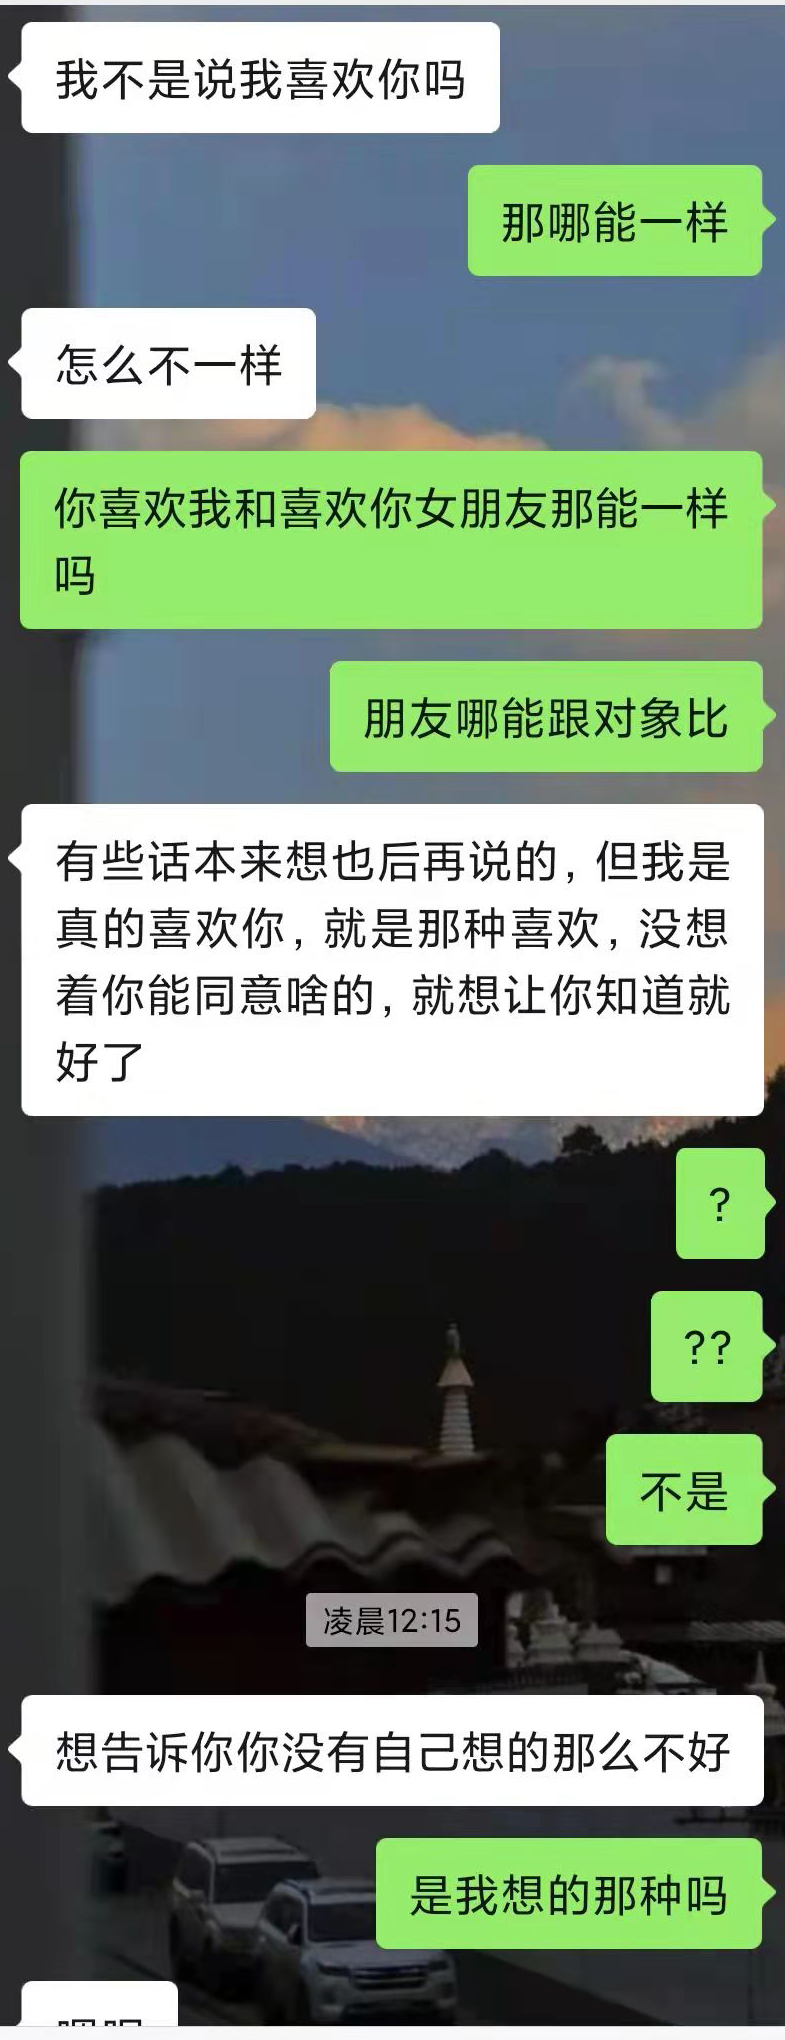 我不是说我喜欢你吗
那哪能一样
怎么不一样
你喜欢我和喜欢你女朋友那能一样
吗
朋友哪能跟对象比
有些话本来想也后再说的，但我是
真的喜欢你，就是那种喜欢，没想
着你能同意啥的，就想让你知道就
好了
？
？？
不是
凌晨12:15
想告诉你你没有自己想的那么不好
是我想的那种吗